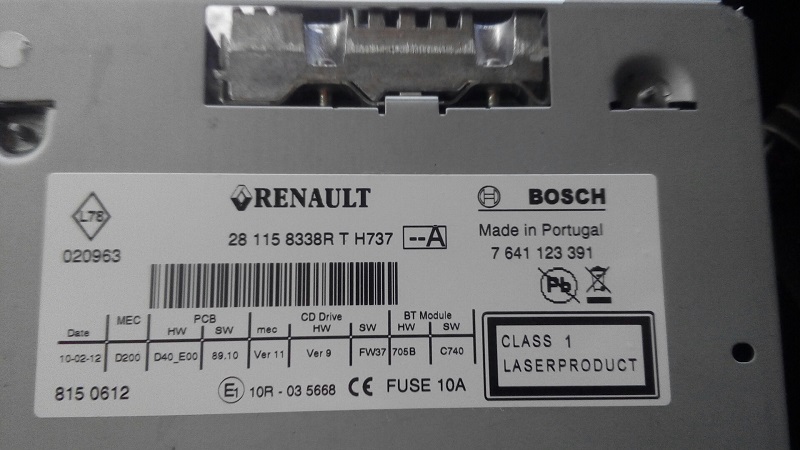 L78
020963
RENAULT
28 115 8338R T H737 --A
BOSCH
Made in Portugal
7 641 123 391
Pb
MEC PCB CD Drive BT Module
Date HW SW mec HW SW HW SW
10-02-12 D200 D40_E00 89.10 Ver 11 Ver 9 FW37 705B C740
CLASS 1
LASERPRODUCT
815 0612
E1 10R - 03 5668 CE FUSE 10A